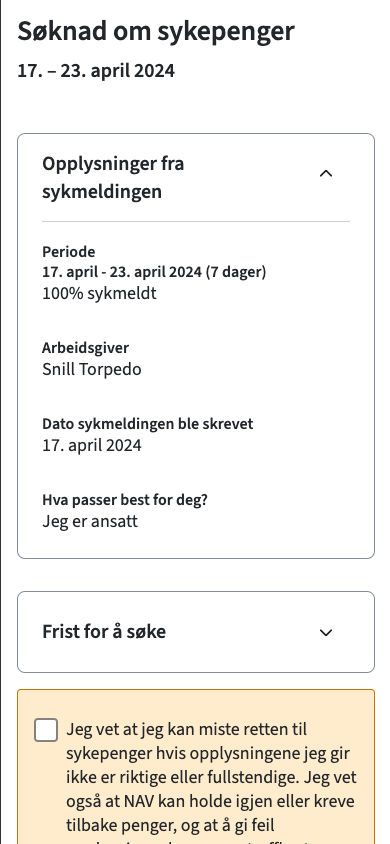 Søknad om sykepenger
17. – 23. april 2024
Opplysninger fra
sykmeldingen
Periode
17. april - 23. april 2024 (7 dager)
100% sykmeldt
Arbeidsgiver
Snill Torpedo
Dato sykmeldingen ble skrevet
17. april 2024
Hva passer best for deg?
Jeg er ansatt
Frist for å søke
Jeg vet at jeg kan miste retten til
sykepenger hvis opplysningene jeg gir
ikke er riktige eller fullstendige. Jeg vet
også at NAV kan holde igjen eller kreve
tilbake penger, og at å gi feil